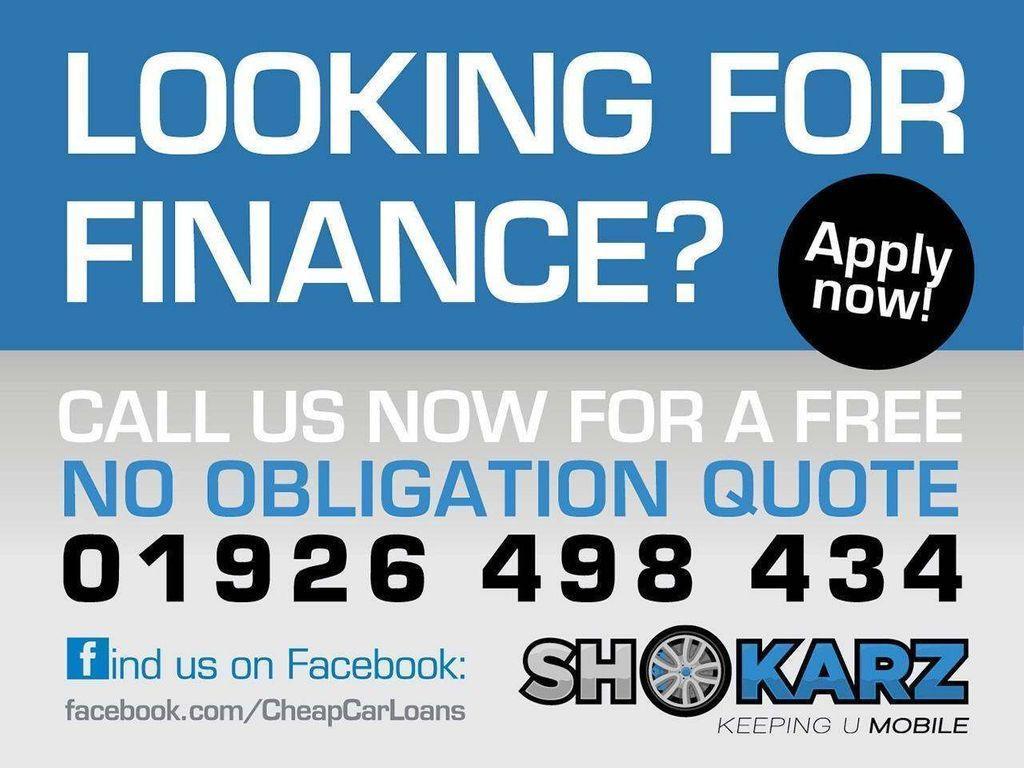 LOOKING FOR
FINANCE?
Apply
now!
CALL US NOW FOR A FREE
NO OBLIGATION QUOTE
01926 498 434
find us on Facebook:
facebook.com/CheapCarLoans
SHOKARZ
KEEPING U MOBILE